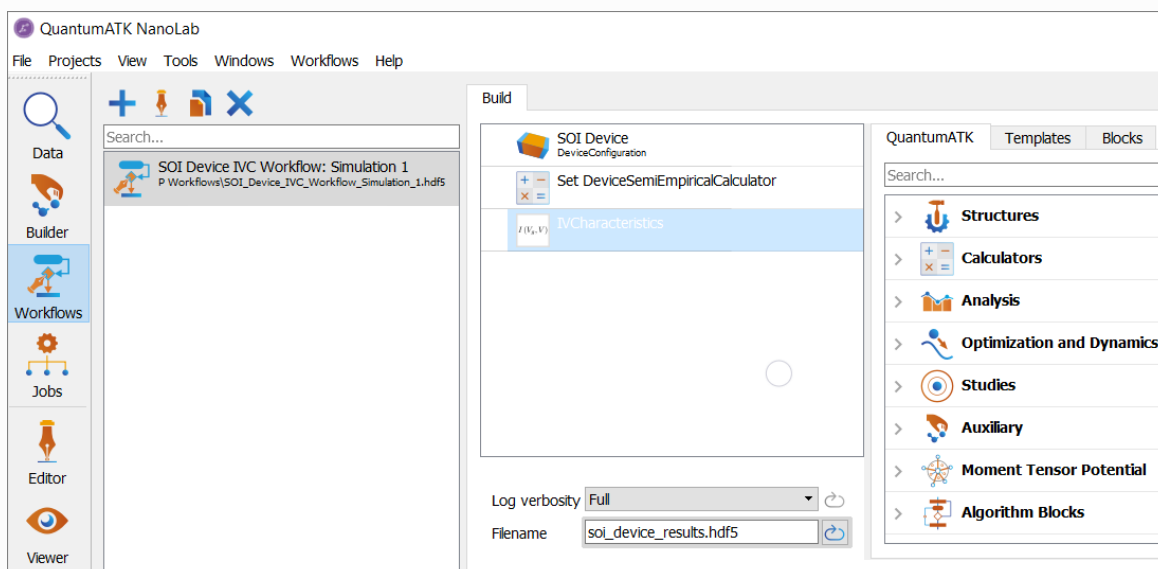 QuantumATK NanoLab
File Projects View Tools Windows Workflows Help
Data
Builder
Workflows
Jobs
Editor
Viewer
Search...
SOI Device IVC Workflow: Simulation 1
P Workflows\SOI_Device_IVC_Workflow_Simulation_1.hdf5
Build
SOI Device
DeviceConfiguration
Set DeviceSemiEmpiricalCalculator
IVCharacteristics
Log verbosity Full
Filename soi_device_results.hdf5
QuantumATK Templates Blocks
Search...
Structures
Calculators
Analysis
Optimization and Dynamics
Studies
Auxiliary
Moment Tensor Potential
Algorithm Blocks